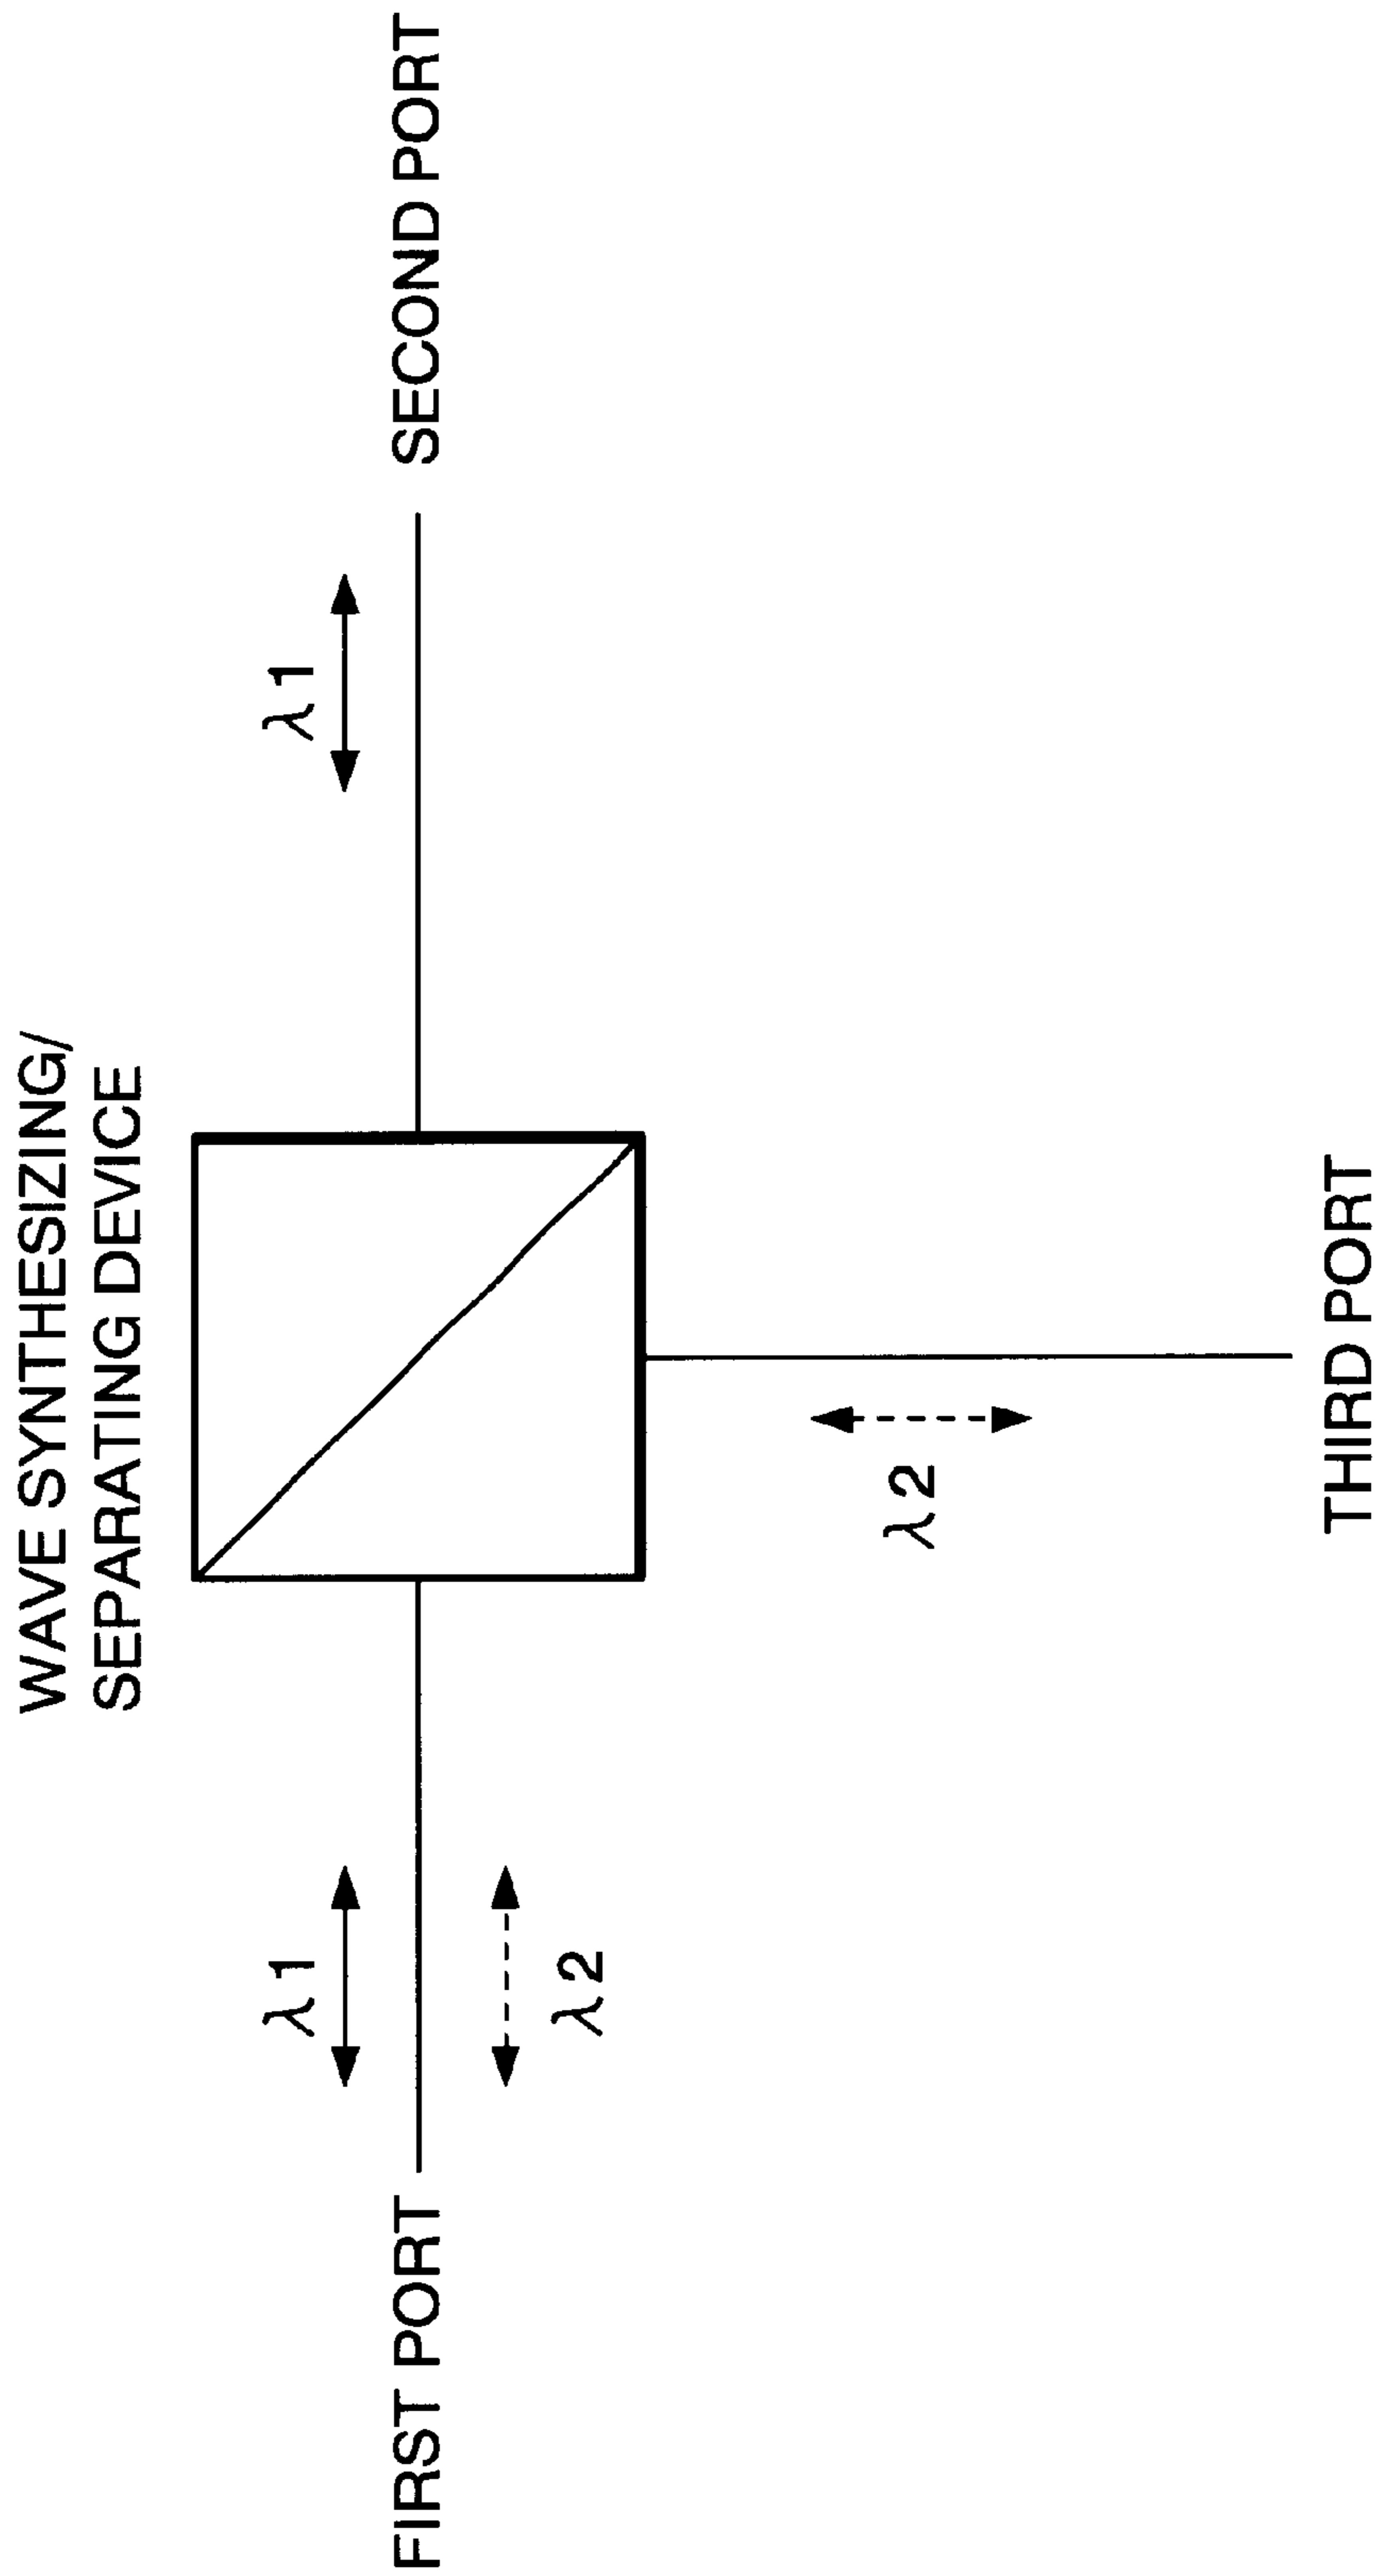 WAVE SYNTHESIZING/
SEPARATING DEVICE
λ1
λ1
FIRST PORT
SECOND PORT
λ2
λ2
THIRD PORT